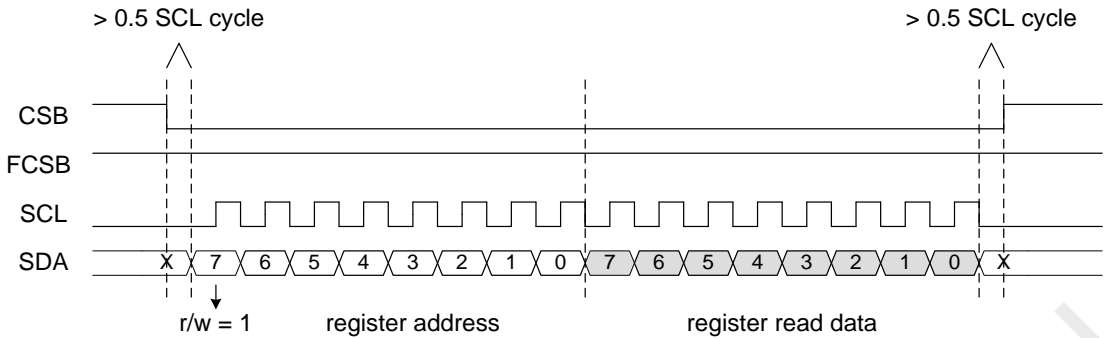 > 0.5 SCL cycle > 0.5 SCL cycle
CSB
FCSB
SCL
SDA X 7 6 5 4 3 2 1 0 7 6 5 4 3 2 1 0 X
r/w = 1 register address register read data